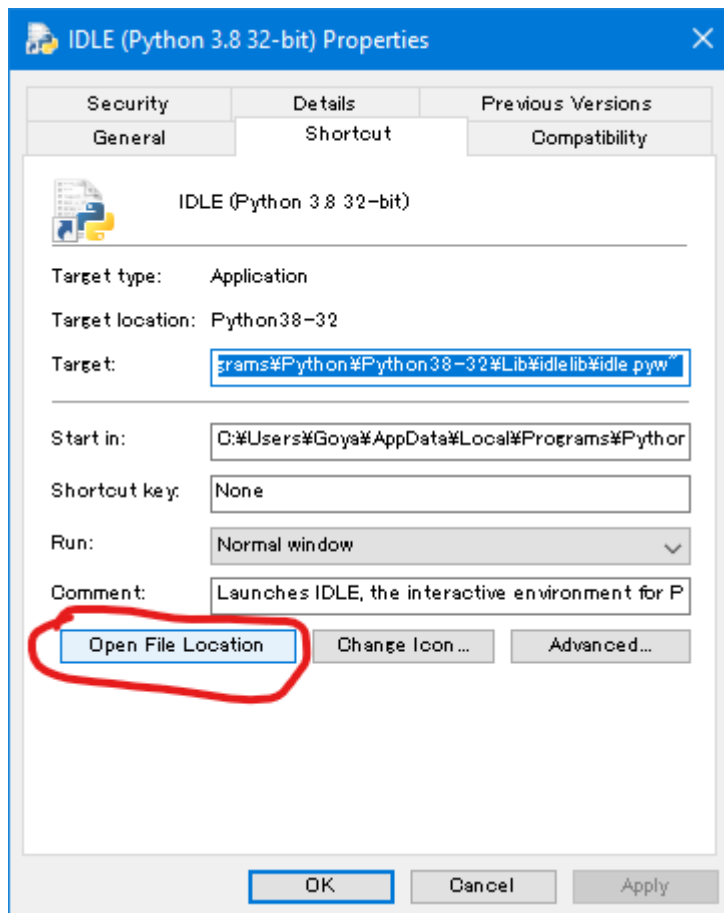 IDLE (Python 3.8 32-bit) Properties
Security Details Previous Versions
General Shortcut Compatibility
IDLE (Python 3.8 32-bit)
Target type: Application
Target location: Python38-32
Target: grams¥Python¥Python38-32¥Lib¥idlelib¥idle.pyw"
Start in: C:¥Users¥Goya¥AppData¥Local¥Programs¥Python
Shortcut key: None
Run: Normal window
Comment: Launches IDLE, the interactive environment for P
Open File Location Change Icon... Advanced...
OK Cancel Apply